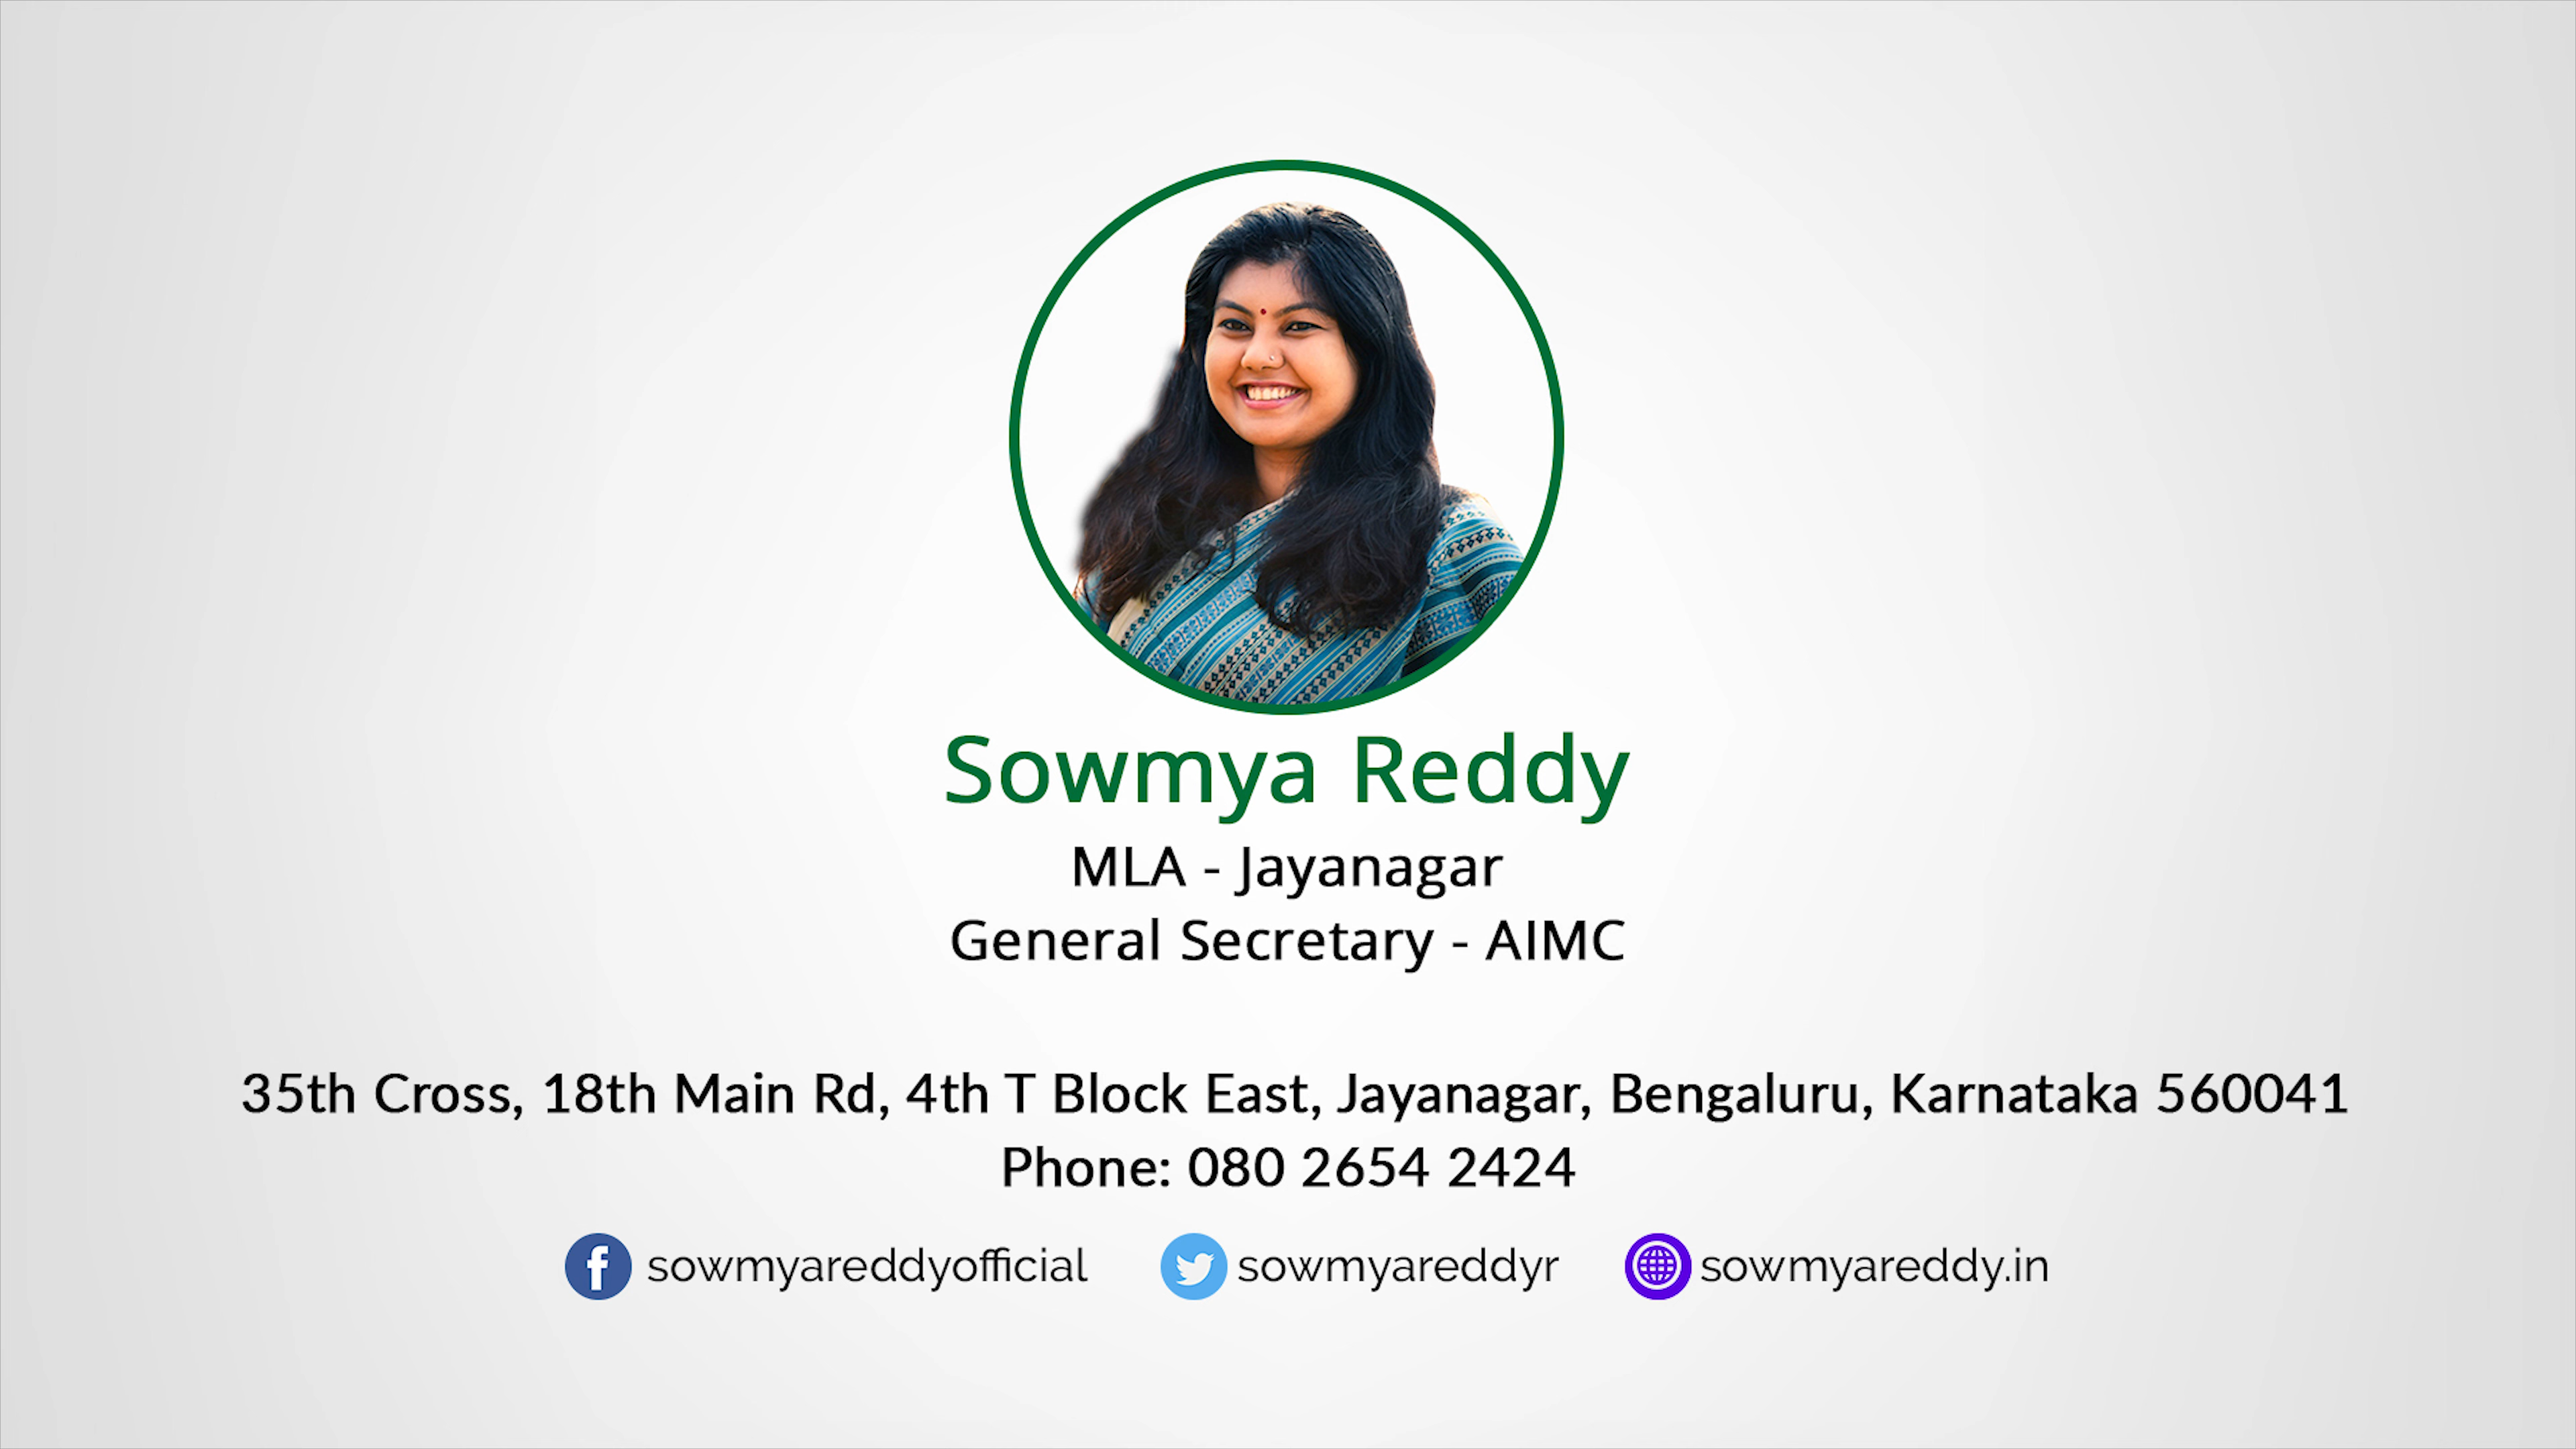 Sowmya Reddy
MLA - Jayanagar
General Secretary - AIMC
35th Cross, 18th Main Rd, 4th T Block East, Jayanagar, Bengaluru, Karnataka 560041
Phone: 080 2654 2424
sowmyareddyofficial sowmyareddyr sowmyareddy.in